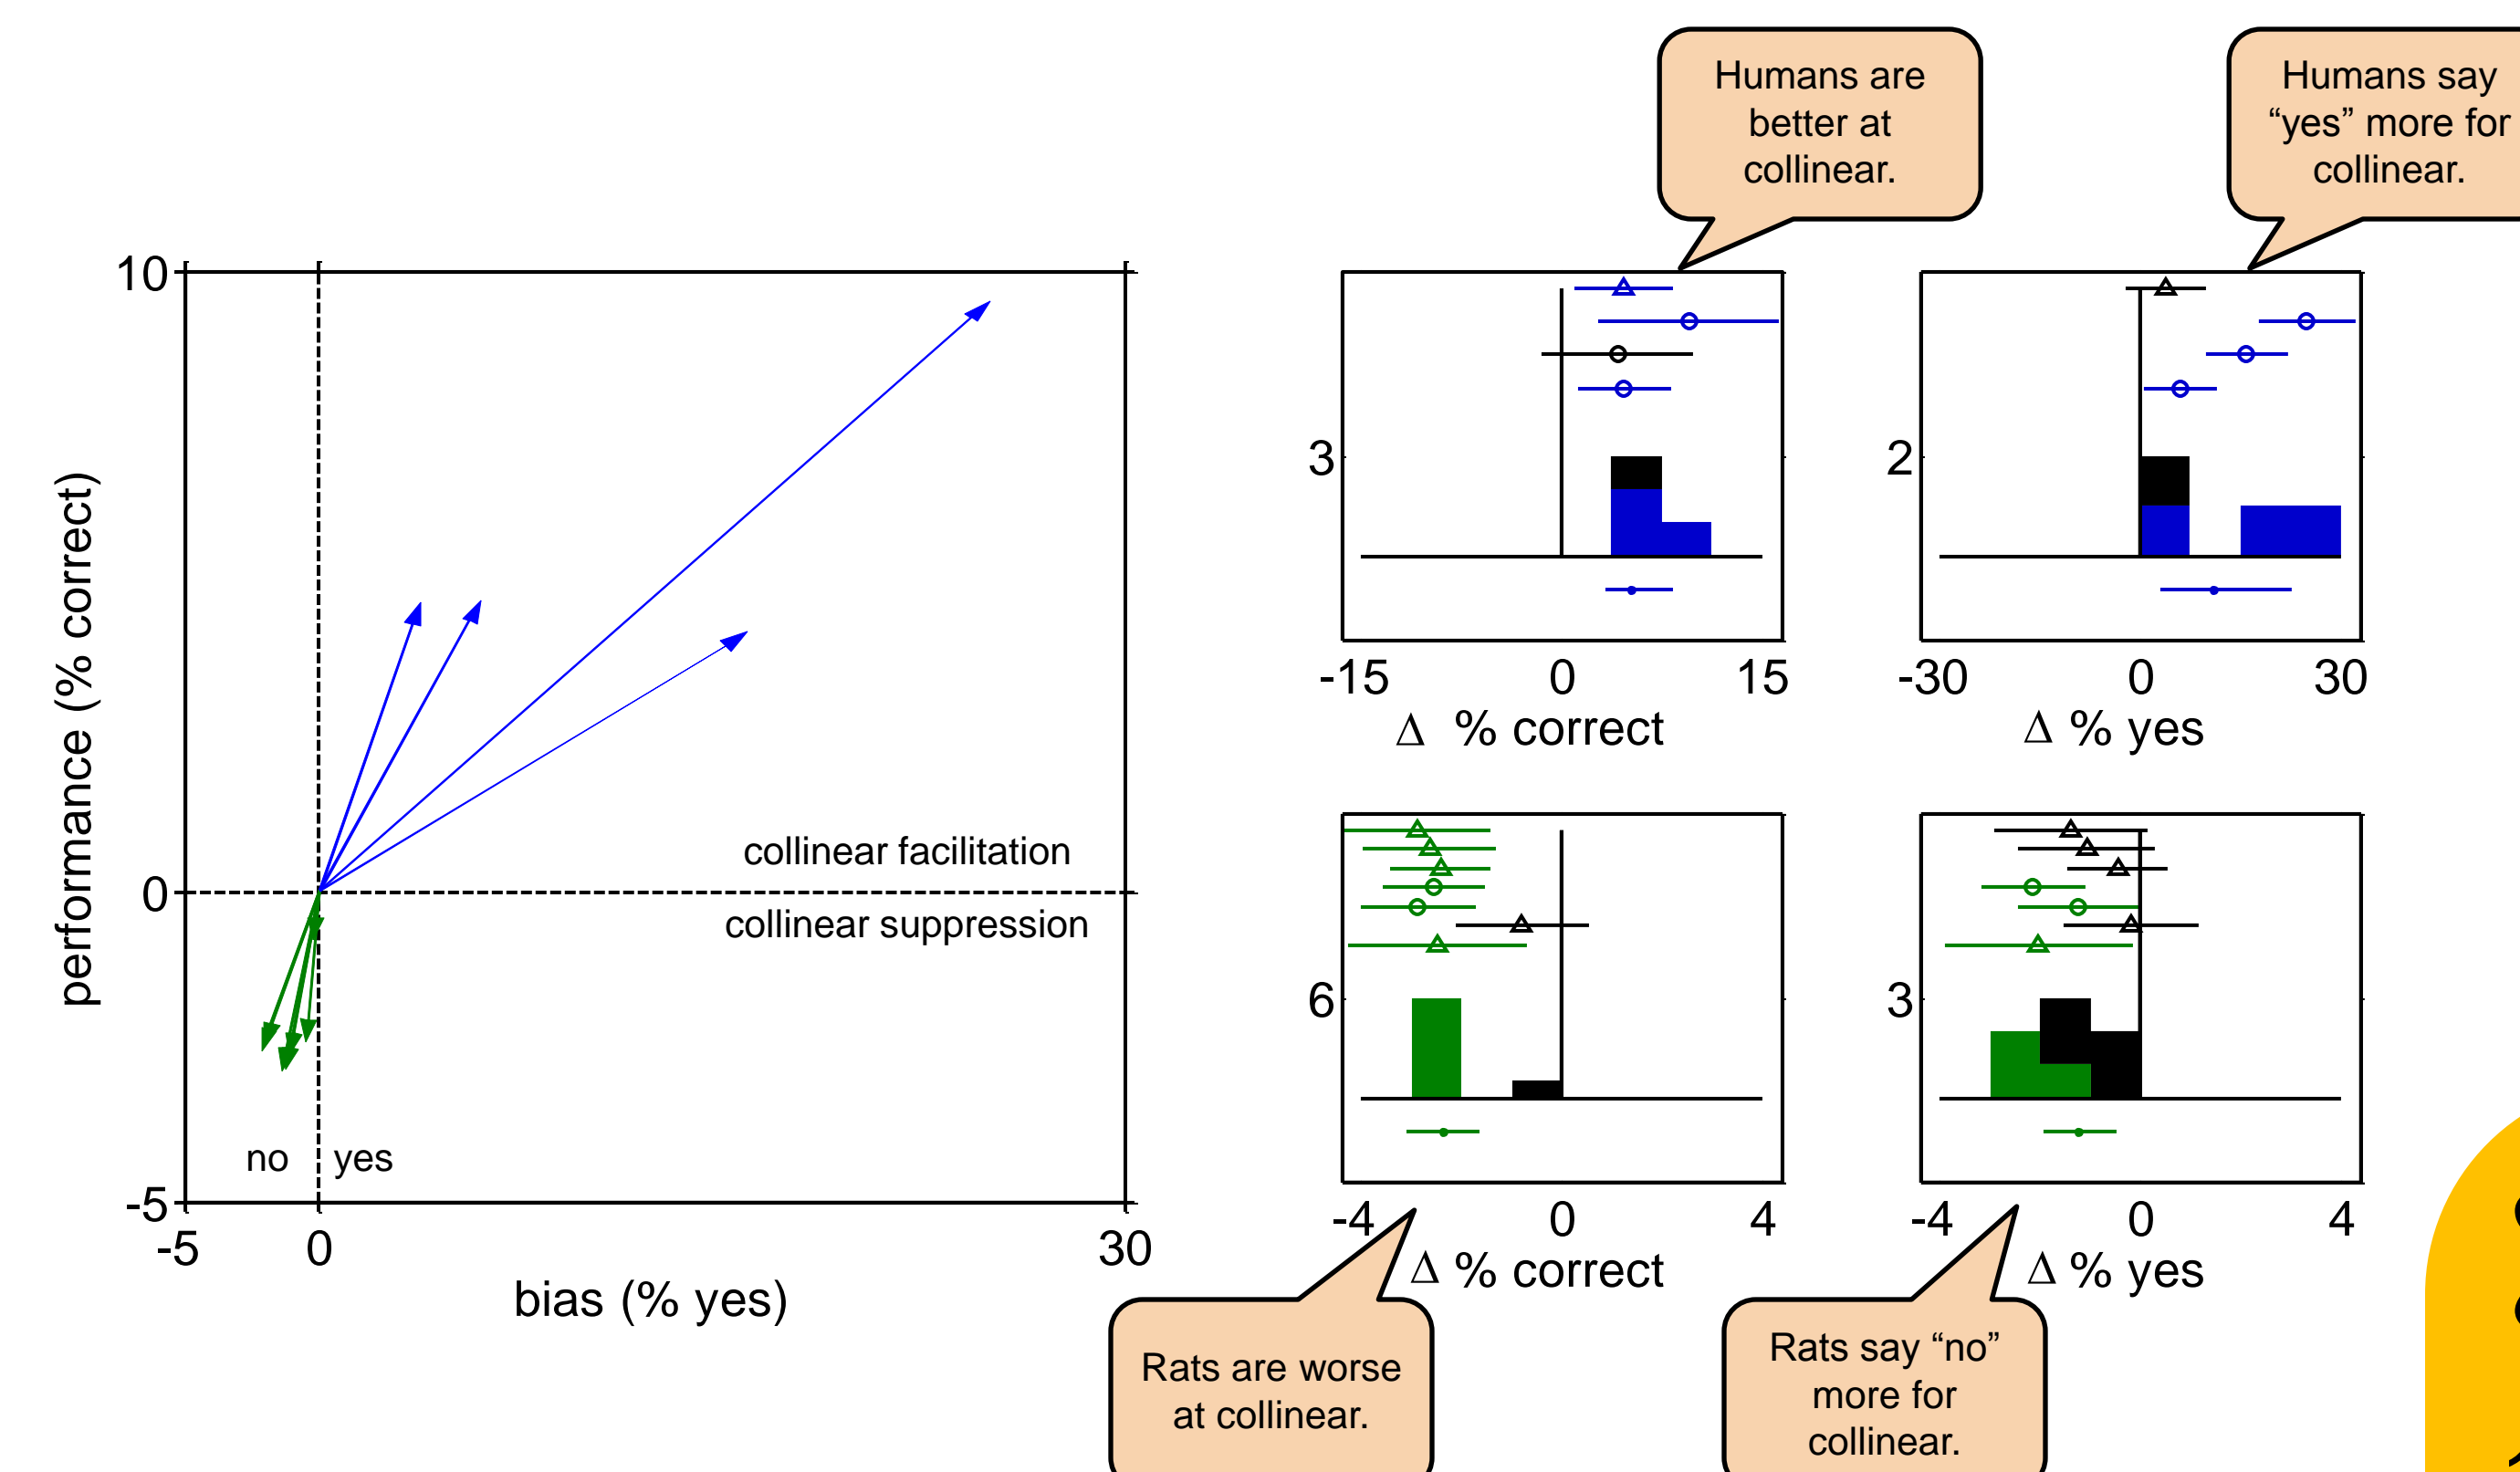 Humans are
better at
collinear.
Humans say
“yes” more for
collinear.
10
0
-5
performance (% correct)
collinear facilitation
collinear suppression
no
yes
-5
0
30
bias (% yes)
3
-15
0
15
Δ % correct
2
-30
0
30
Δ % yes
6
-4
0
4
Δ % correct
3
-4
0
4
Δ % yes
Rats are worse
at collinear.
Rats say “no”
more for
collinear.